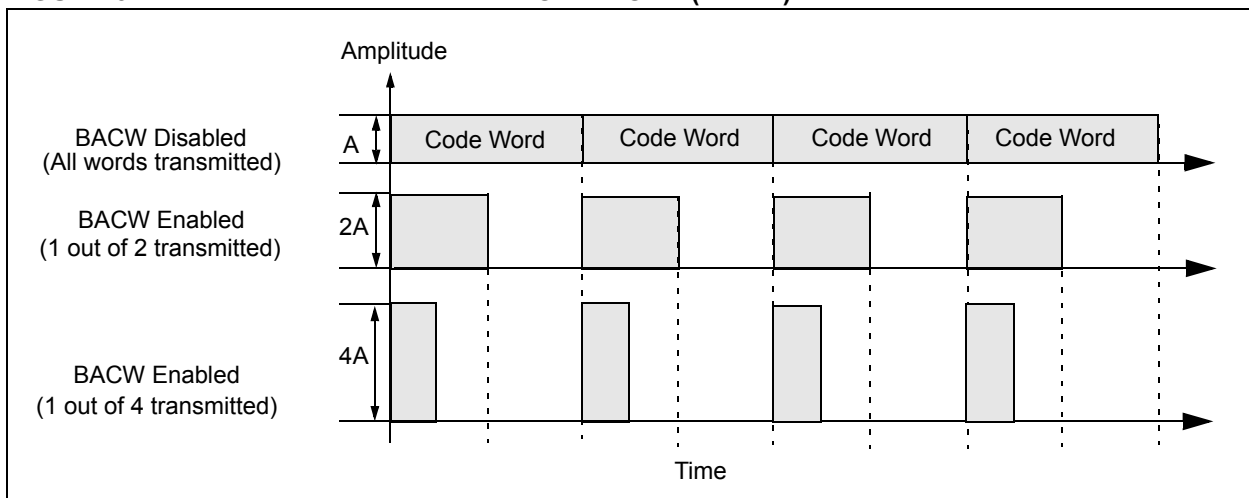 Amplitude
BACW Disabled
(All words transmitted)
A
Code Word
Code Word
Code Word
Code Word
BACW Enabled
(1 out of 2 transmitted)
2A
BACW Enabled
(1 out of 4 transmitted)
4A
Time